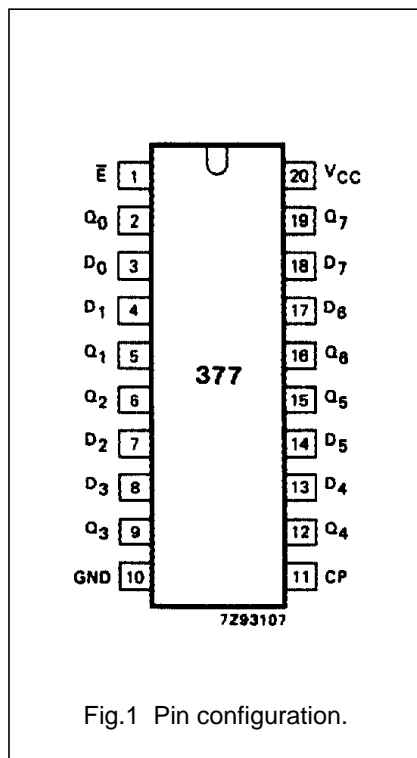 E̅ 1 20 VCC
Q0 2 19 Q7
D0 3 18 D7
D1 4 17 D6
Q1 5 16 Q6
377
Q2 6 15 Q5
D2 7 14 D5
D3 8 13 D4
Q3 9 12 Q4
GND 10 11 CP
7Z93107
Fig.1 Pin configuration.